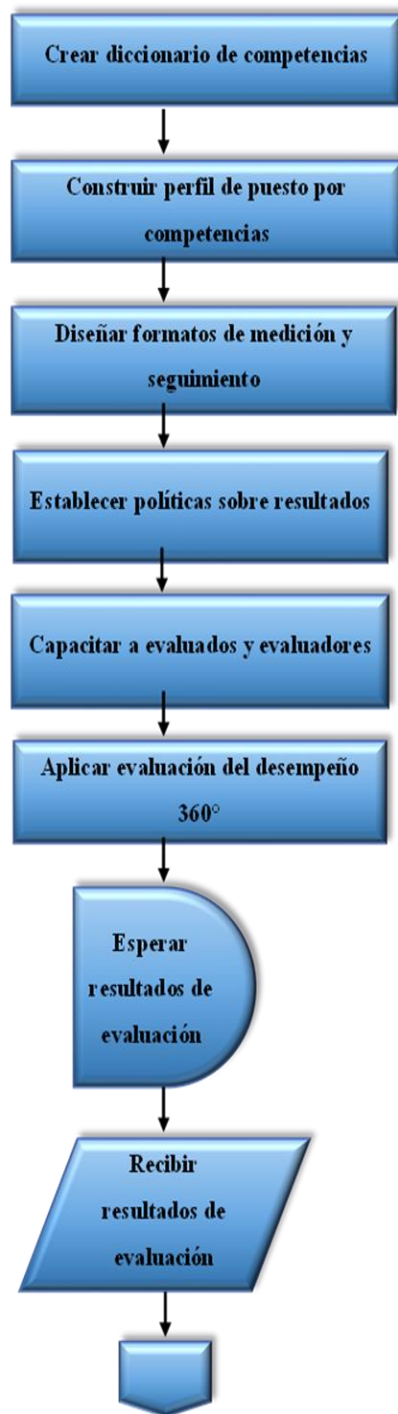 Crear diccionario de competencias
Construir perfil de puesto por
competencias
Diseñar formatos de medición y
seguimiento
Establecer políticas sobre resultados
Capacitar a evaluados y evaluadores
Aplicar evaluación del desempeño
360°
Esperar
resultados de
evaluación
Recibir
resultados de
evaluación